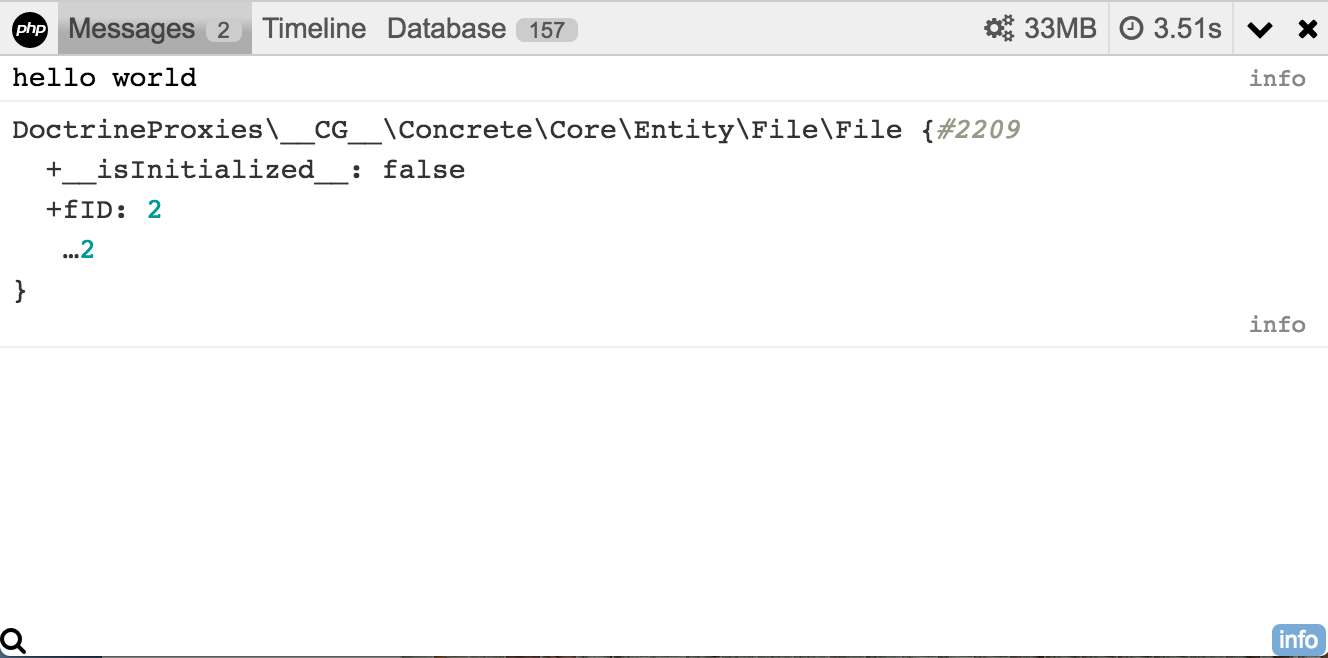 php Messages 2 Timeline Database 157 33MB 3.51s
hello world info
DoctrineProxies\__CG__\Concrete\Core\Entity\File\File {#2209
+__isInitialized__: false
+fID: 2
…2
}
info
info